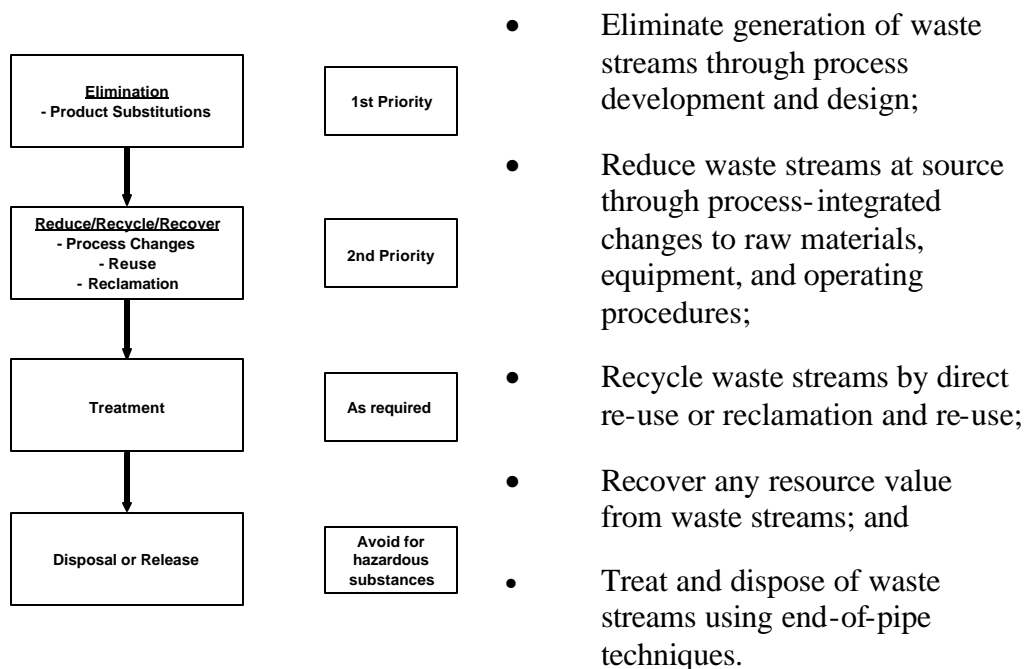 Elimination
- Product Substitutions
1st Priority
Reduce/Recycle/Recover
- Process Changes
- Reuse
- Reclamation
2nd Priority
Treatment
As required
Disposal or Release
Avoid for
hazardous
substances
• Eliminate generation of waste
streams through process
development and design;
• Reduce waste streams at source
through process-integrated
changes to raw materials,
equipment, and operating
procedures;
• Recycle waste streams by direct
re-use or reclamation and re-use;
• Recover any resource value
from waste streams; and
• Treat and dispose of waste
streams using end-of-pipe
techniques.